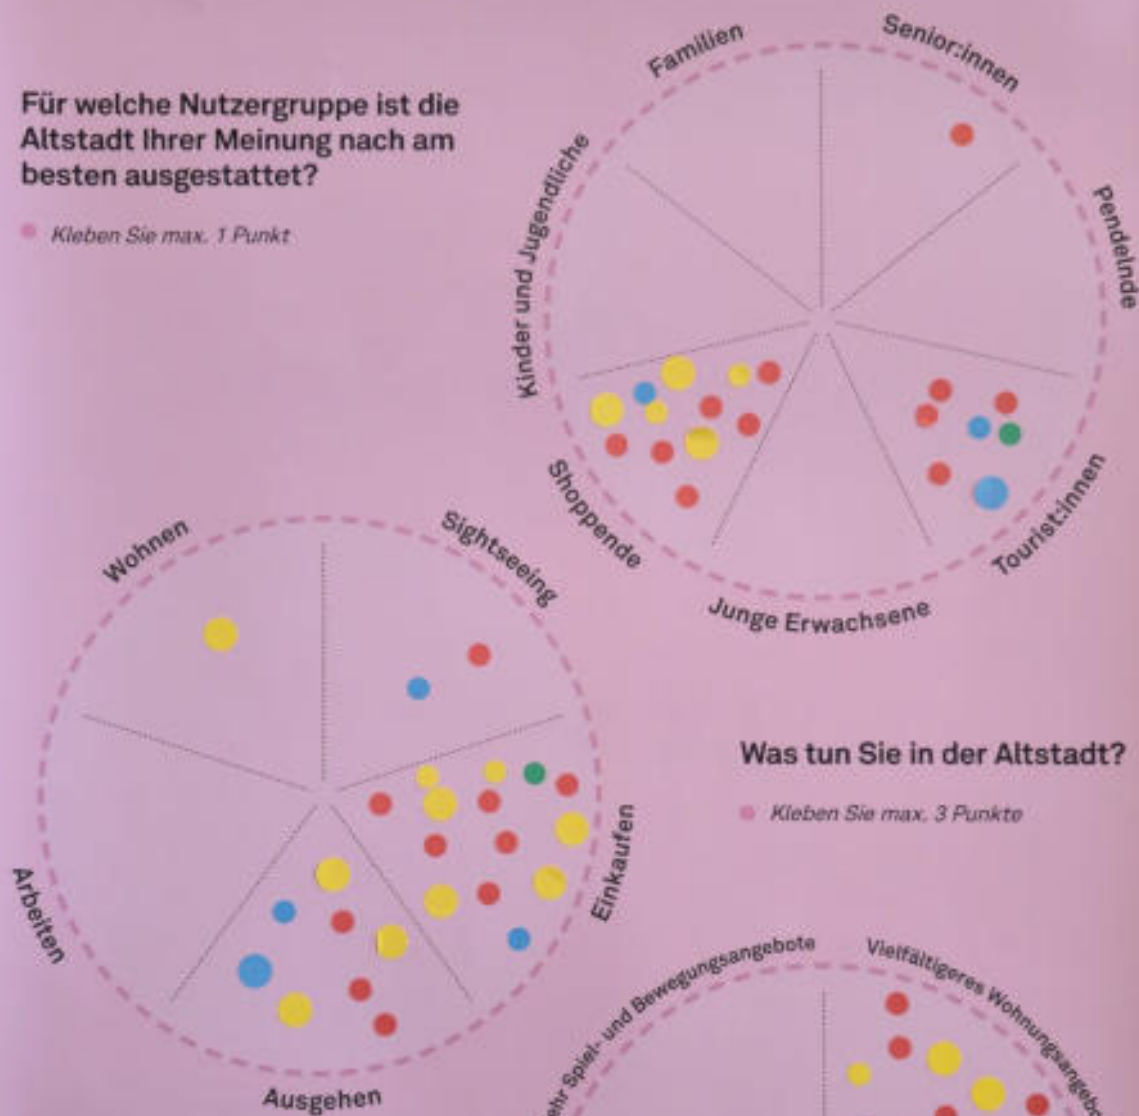 Für welche Nutzergruppe ist die
Altstadt Ihrer Meinung nach am
besten ausgestattet?
Kleben Sie max. 1 Punkt
Familien
Senior:innen
Kinder und Jugendliche
Pendelnde
Shoppende
Tourist:innen
Junge Erwachsene
Was tun Sie in der Altstadt?
Kleben Sie max. 3 Punkte
Wohnen
Sightseeing
Arbeiten
Einkaufen
Ausgehen
ehr Spiel- und Bewegungsangebote
Vielfältigeres Wohnungsangeb